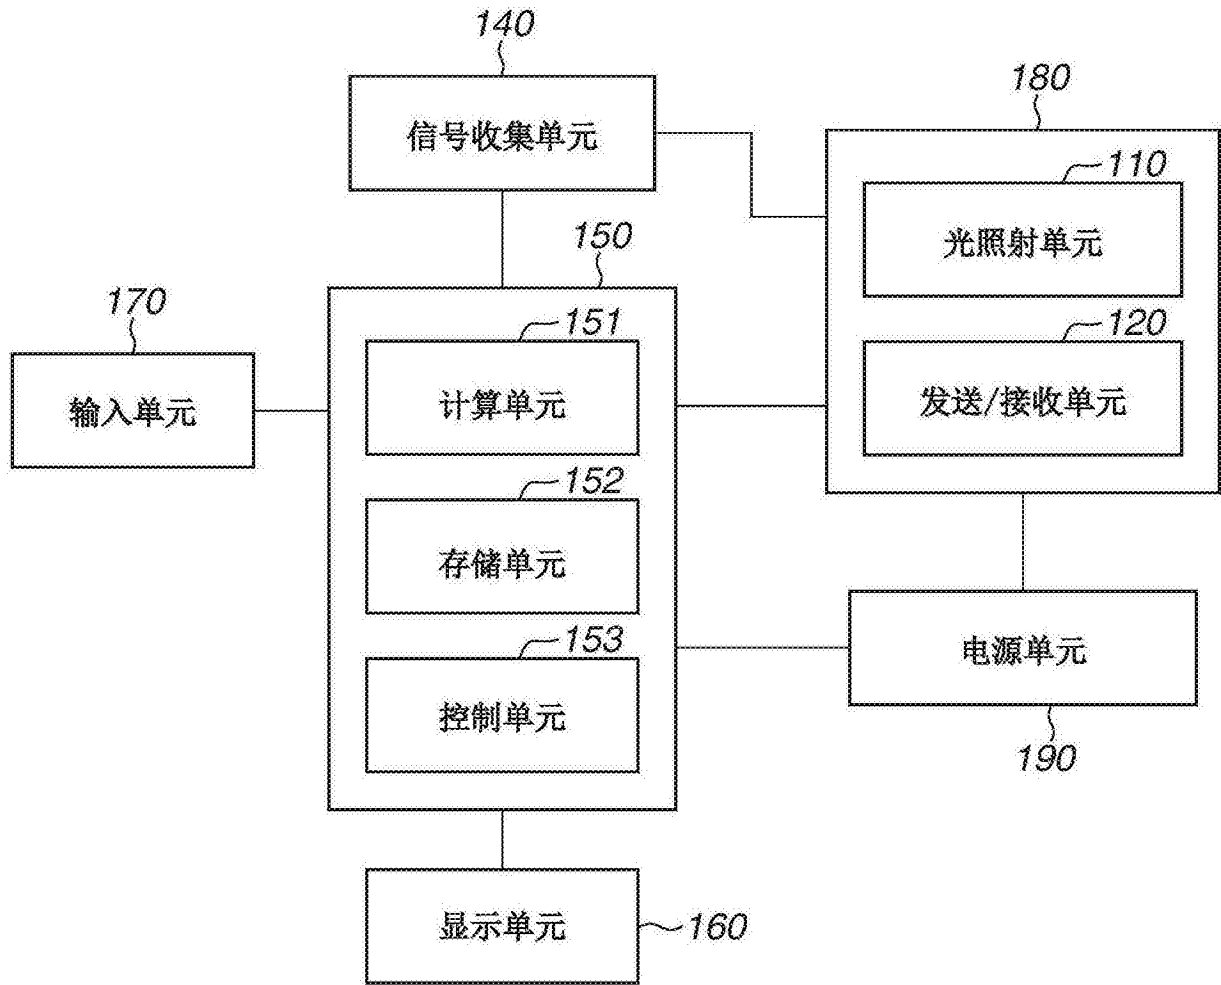 140
信号收集单元
180
110
光照射单元
150
170
输入单元
151
计算单元
120
发送/接收单元
152
存储单元
153
控制单元
电源单元
190
显示单元
160